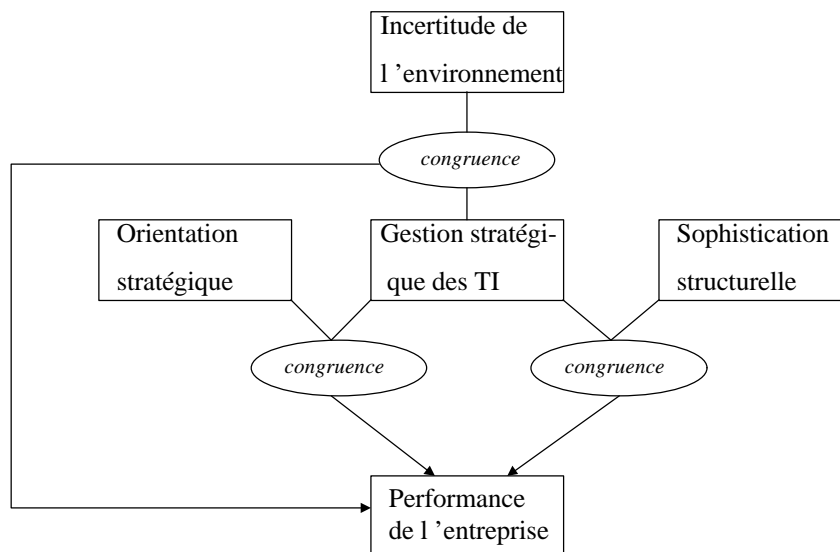 Incertitude de
l ’environnement
congruence
Orientation
stratégique
Gestion stratégi-
que des TI
Sophistication
structurelle
congruence
congruence
Performance
de l ’entreprise